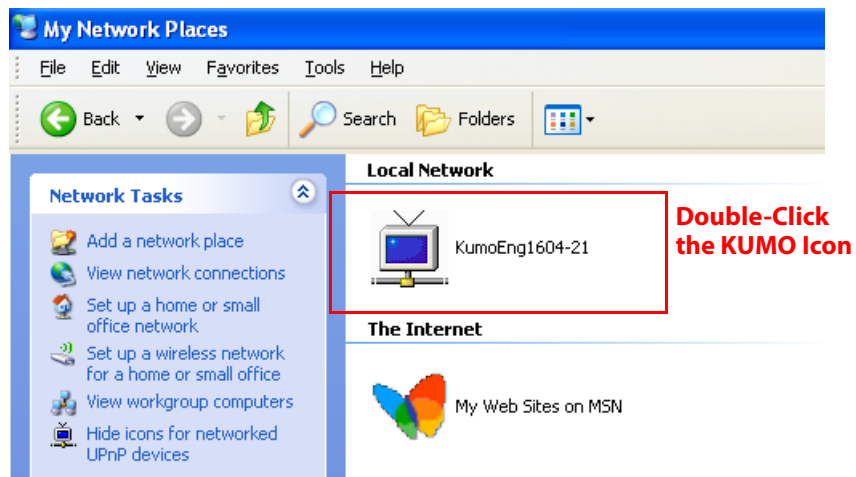 My Network Places
File Edit View Favorites Tools Help
Back Search Folders
Network Tasks
Add a network place
View network connections
Set up a home or small
office network
Set up a wireless network
for a home or small office
View workgroup computers
Hide icons for networked
UPnP devices
Local Network
KumoEng1604-21
Double-Click
the KUMO Icon
The Internet
My Web Sites on MSN